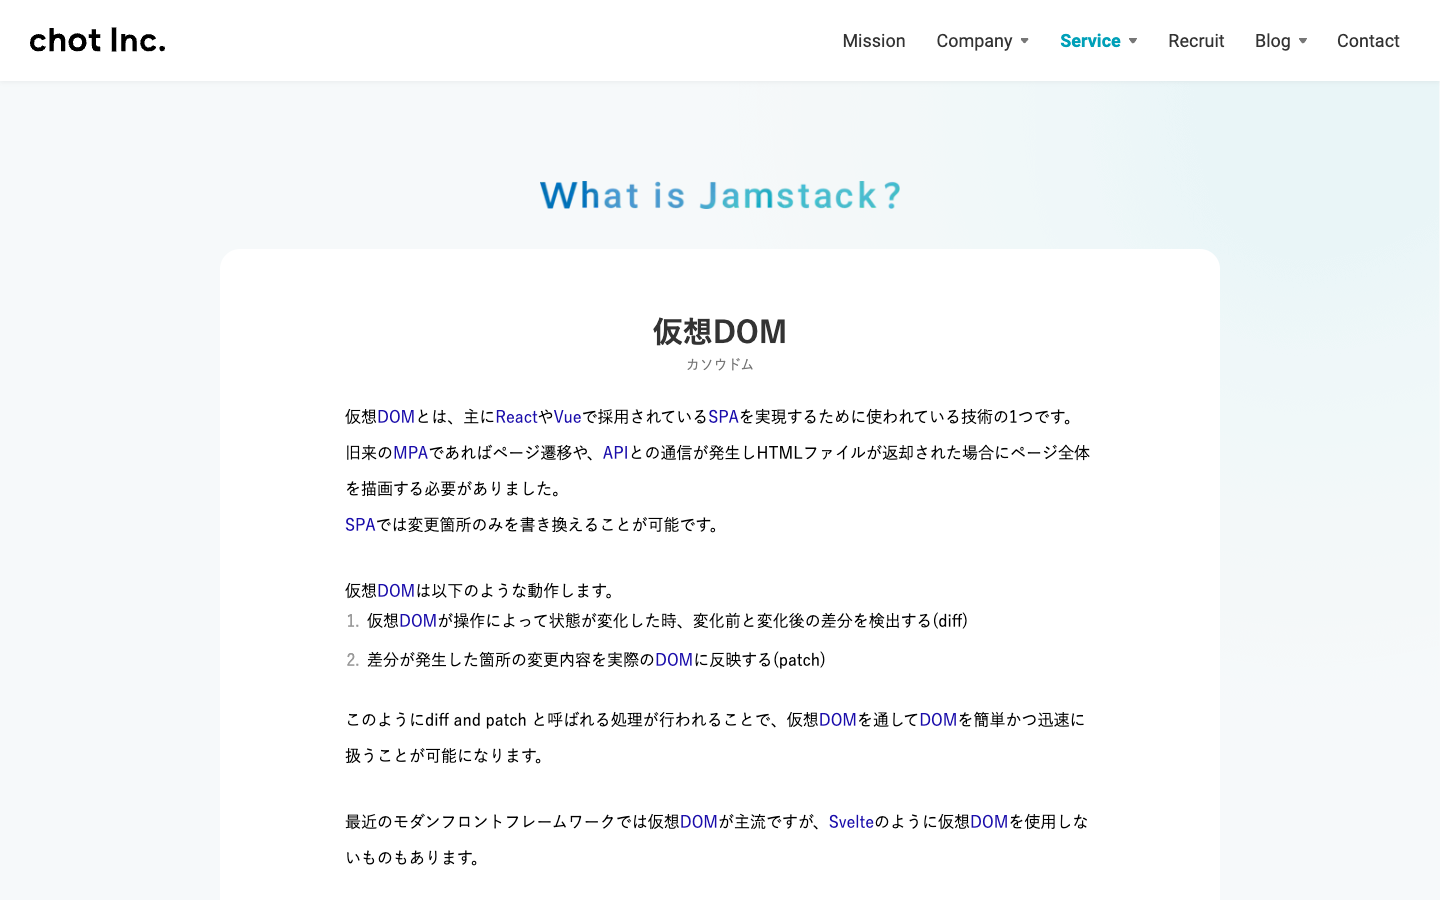 chot Inc.
Mission Company Service Recruit Blog Contact
What is Jamstack?
仮想DOM
カソウドム
仮想DOMとは、主にReactやVueで採用されているSPAを実現するために使われている技術の1つです。
旧来のMPAであればページ遷移や、APIとの通信が発生しHTMLファイルが返却された場合にページ全体
を描画する必要がありました。
SPAでは変更箇所のみを書き換えることが可能です。
仮想DOMは以下のような動作します。
1. 仮想DOMが操作によって状態が変化した時、変化前と変化後の差分を検出する(diff)
2. 差分が発生した箇所の変更内容を実際のDOMに反映する(patch)
このようにdiff and patch と呼ばれる処理が行われることで、仮想DOMを通してDOMを簡単かつ迅速に
扱うことが可能になります。
最近のモダンフロントフレームワークでは仮想DOMが主流ですが、Svelteのように仮想DOMを使用しな
いものもあります。